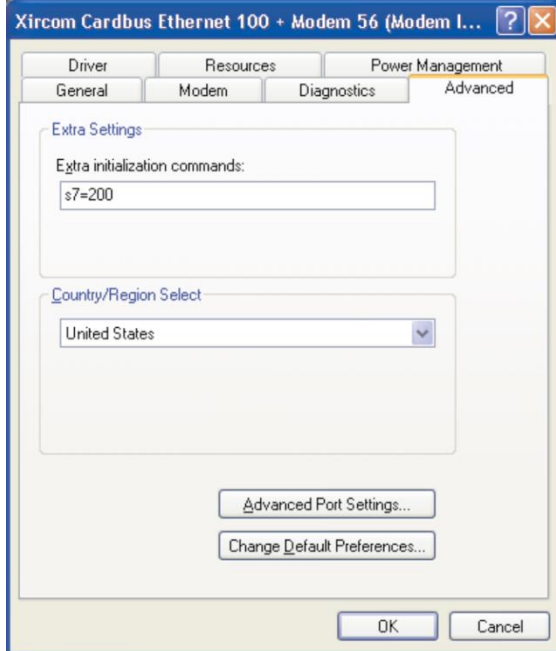 Xircom Cardbus Ethernet 100 + Modem 56 (Modem I...
Driver Resources Power Management
General Modem Diagnostics Advanced
Extra Settings
Extra initialization commands:
s7=200
Country/Region Select
United States
Advanced Port Settings...
Change Default Preferences...
OK Cancel